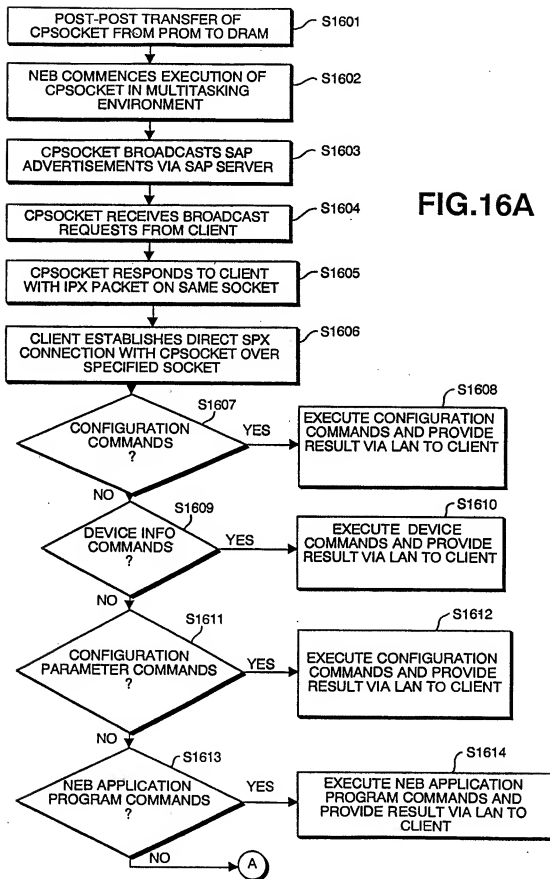 POST-POST TRANSFER OF
CPSOCKET FROM PROM TO DRAM
S1601
NEB COMMENCES EXECUTION OF
CPSOCKET IN MULTITASKING
ENVIRONMENT
S1602
CPSOCKET BROADCASTS SAP
ADVERTISEMENTS VIA SAP SERVER
S1603
CPSOCKET RECEIVES BROADCAST
REQUESTS FROM CLIENT
S1604
FIG.16A
CPSOCKET RESPONDS TO CLIENT
WITH IPX PACKET ON SAME SOCKET
S1605
CLIENT ESTABLISHES DIRECT SPX
CONNECTION WITH CPSOCKET OVER
SPECIFIED SOCKET
S1606
S1607
CONFIGURATION
COMMANDS
?
YES
NO
S1608
EXECUTE CONFIGURATION
COMMANDS AND PROVIDE
RESULT VIA LAN TO CLIENT
S1609
DEVICE INFO
COMMANDS
?
YES
NO
S1610
EXECUTE DEVICE
COMMANDS AND PROVIDE
RESULT VIA LAN TO CLIENT
S1611
CONFIGURATION
PARAMETER COMMANDS
?
YES
NO
S1612
EXECUTE CONFIGURATION
COMMANDS AND PROVIDE
RESULT VIA LAN TO CLIENT
S1613
NEB APPLICATION
PROGRAM COMMANDS
?
YES
NO
S1614
EXECUTE NEB APPLICATION
PROGRAM COMMANDS AND
PROVIDE RESULT VIA LAN TO
CLIENT
A